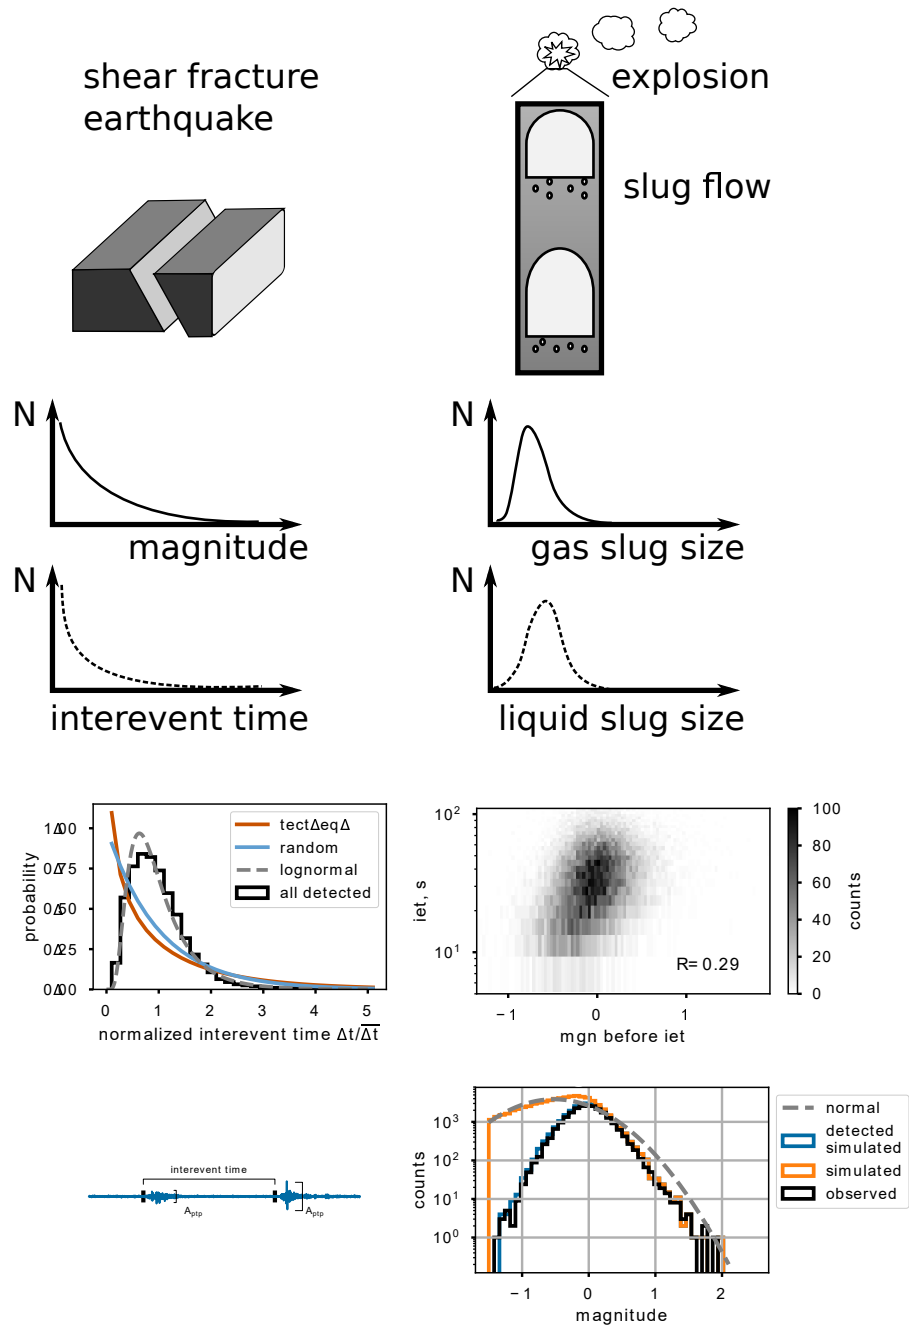 shear fracture
earthquake
explosion
slug flow
N
magnitude
N
gas slug size
N
interevent time
N
liquid slug size
probability
tectΔeqΔ
random
lognormal
all detected
0 1 2 3 4 5
normalized interevent time Δt/Δt
iet, s
10²
10¹
R= 0.29
−1 0 1
mgn before iet
100
80
60
40
20
0
counts
interevent time
Aptp
Aptp
counts
10³
10²
10¹
10⁰
−1 0 1 2
magnitude
normal
detected
simulated
simulated
observed